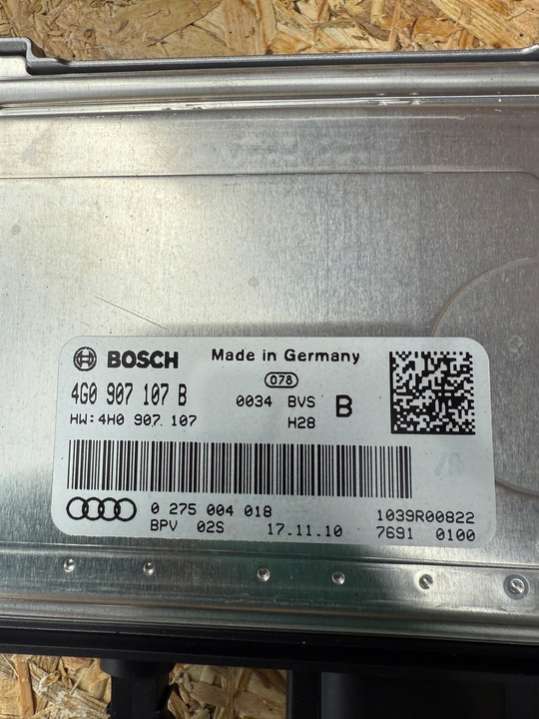 BOSCH Made in Germany
078
4G0 907 107 B 0034 BVS B
HW:4H0 907. 107 H28
0 275 004 018 1039R00822
BPV 02S 17.11.10 7691 0100